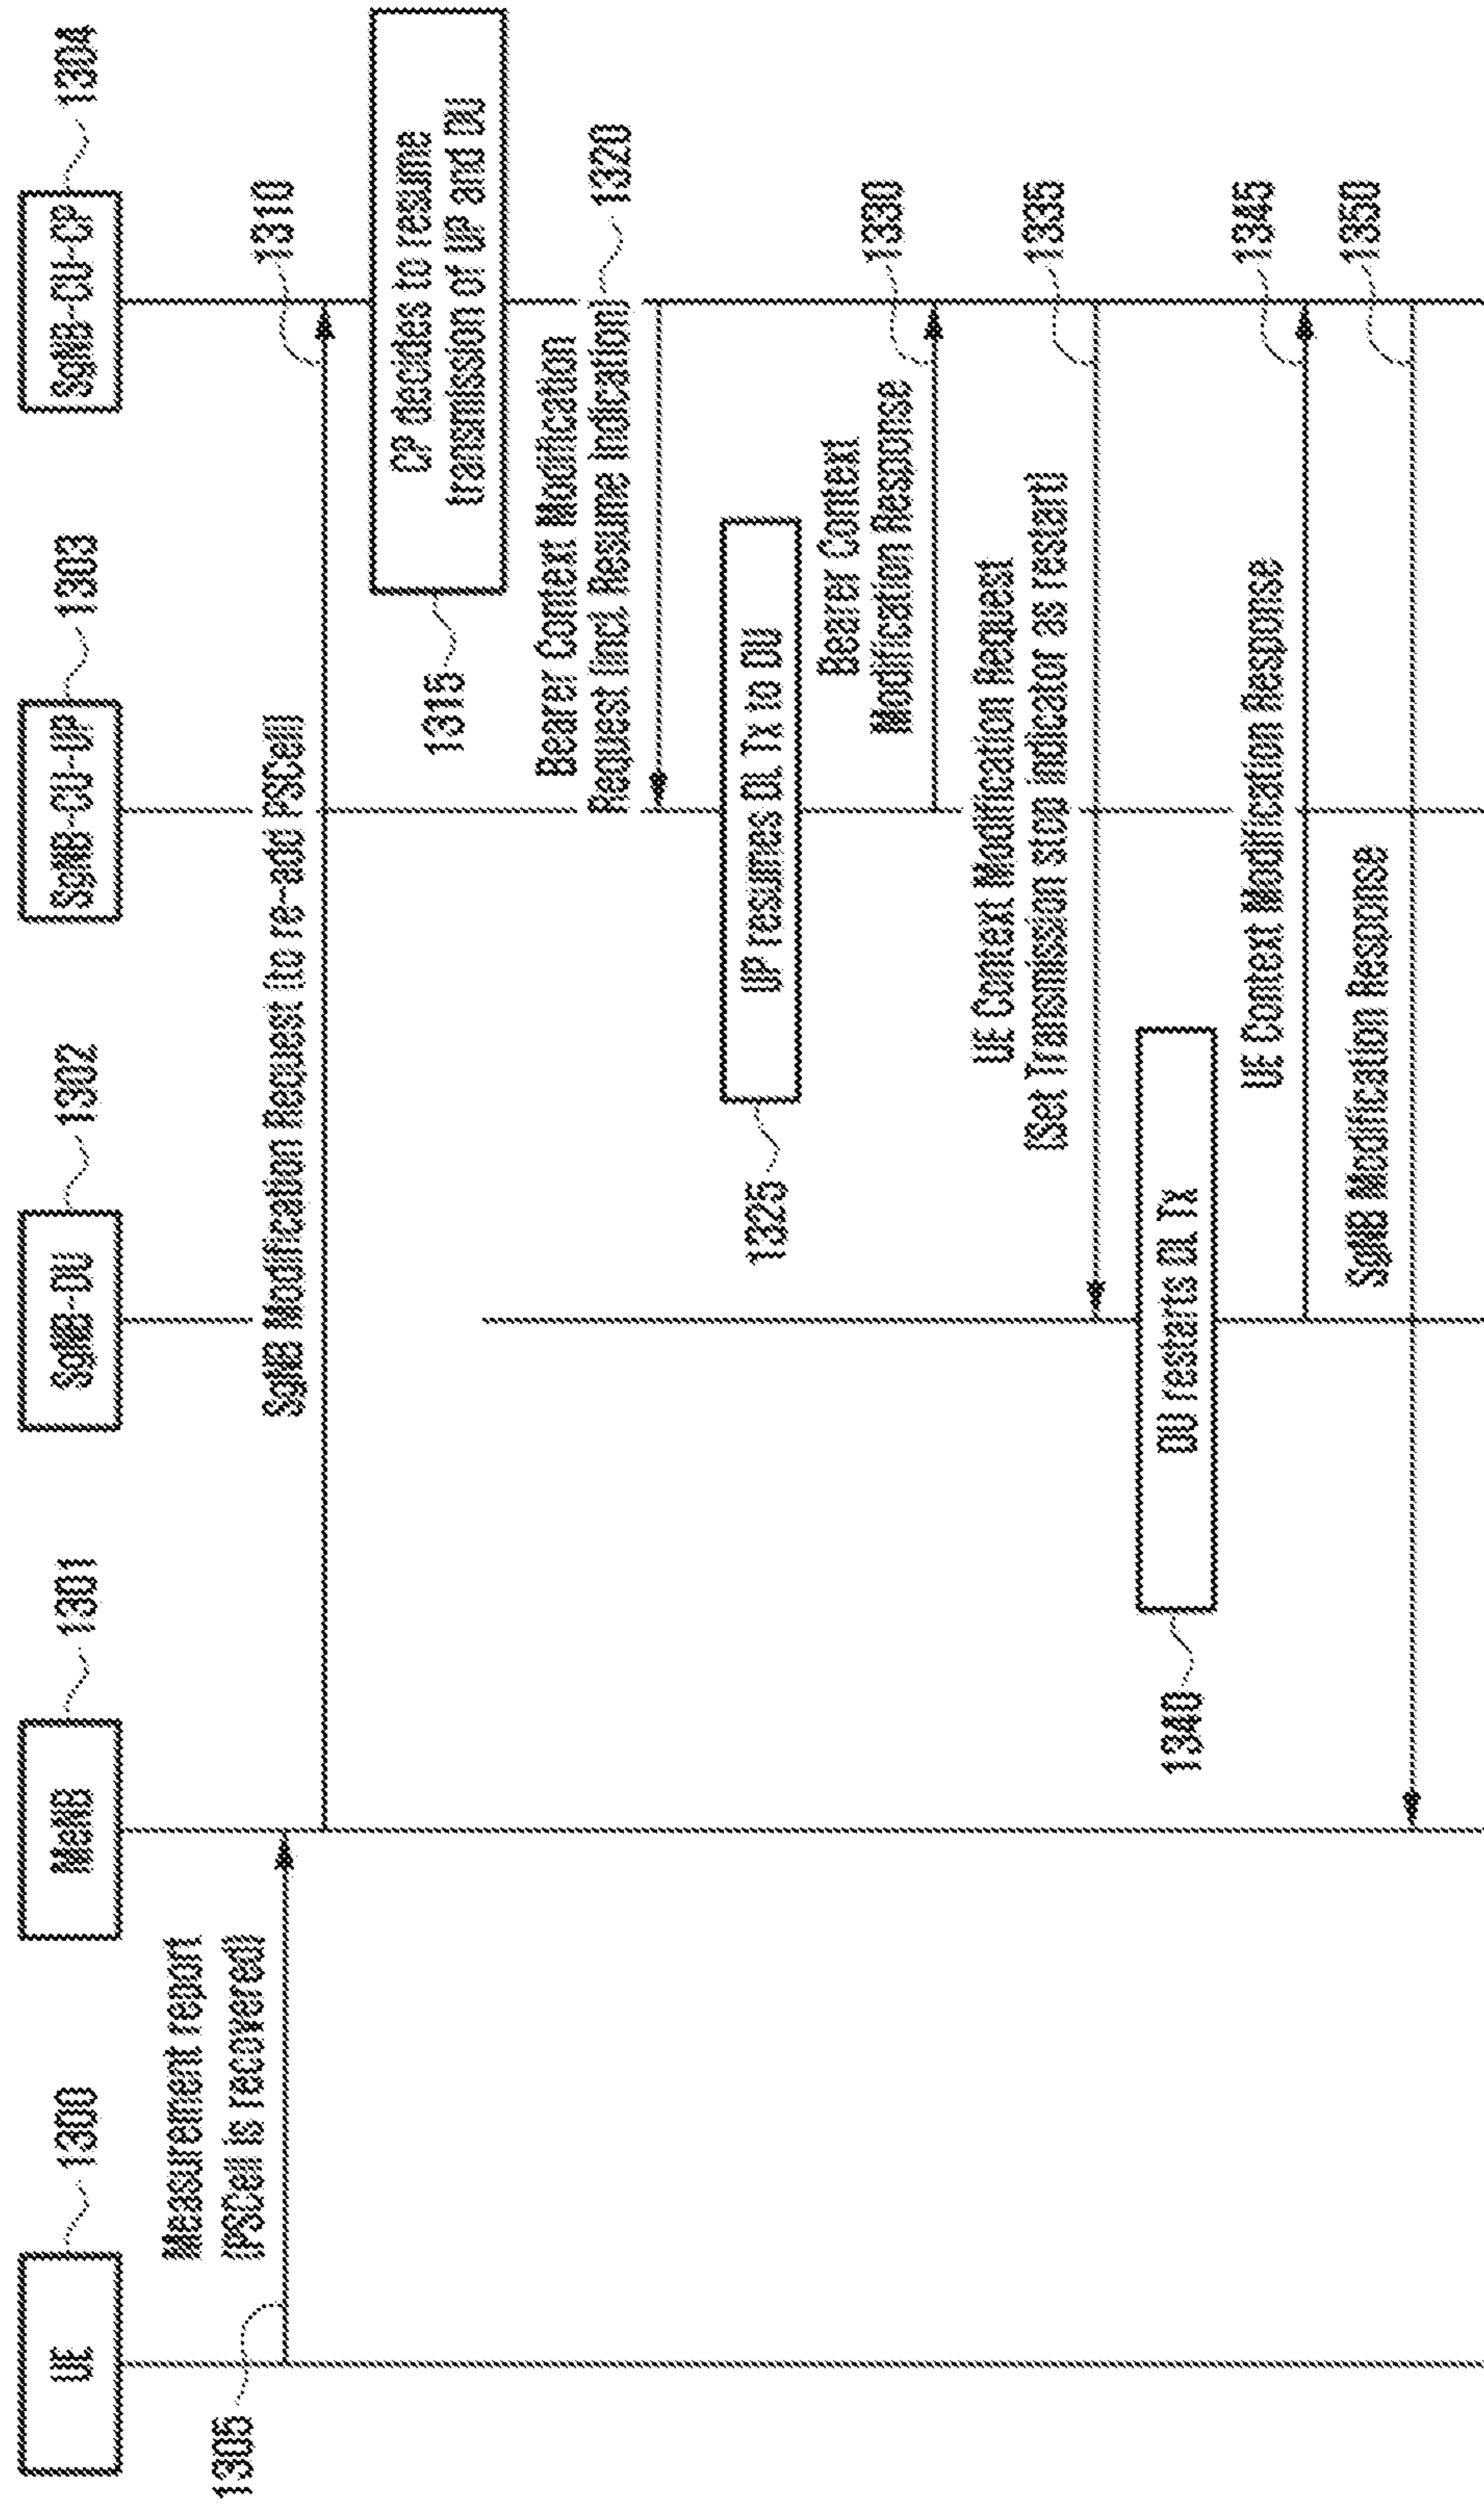 UE
1300
MeNB
1301
SgNB-DU
1302
SgNB-CU-UP
1303
SgNB-CU-CP
1304
1305
Measurement report
(PSCell is recovered)
SgNB Modification Request (to re-add PSCell)
1310
1315
CP decides to resume
transmission of UP and DU
Bearer Context Modification
Request (incl. Resume Indication)
1320
1325
UP resumes DL Tx to DU
Bearer Context
Modification Response
1330
UE Context Modification Request
(Set Transmission stop indicator as restart)
1335
1340
DU restarts DL Tx
UE Context Modification Response
1345
SgNB Modification Response
1350